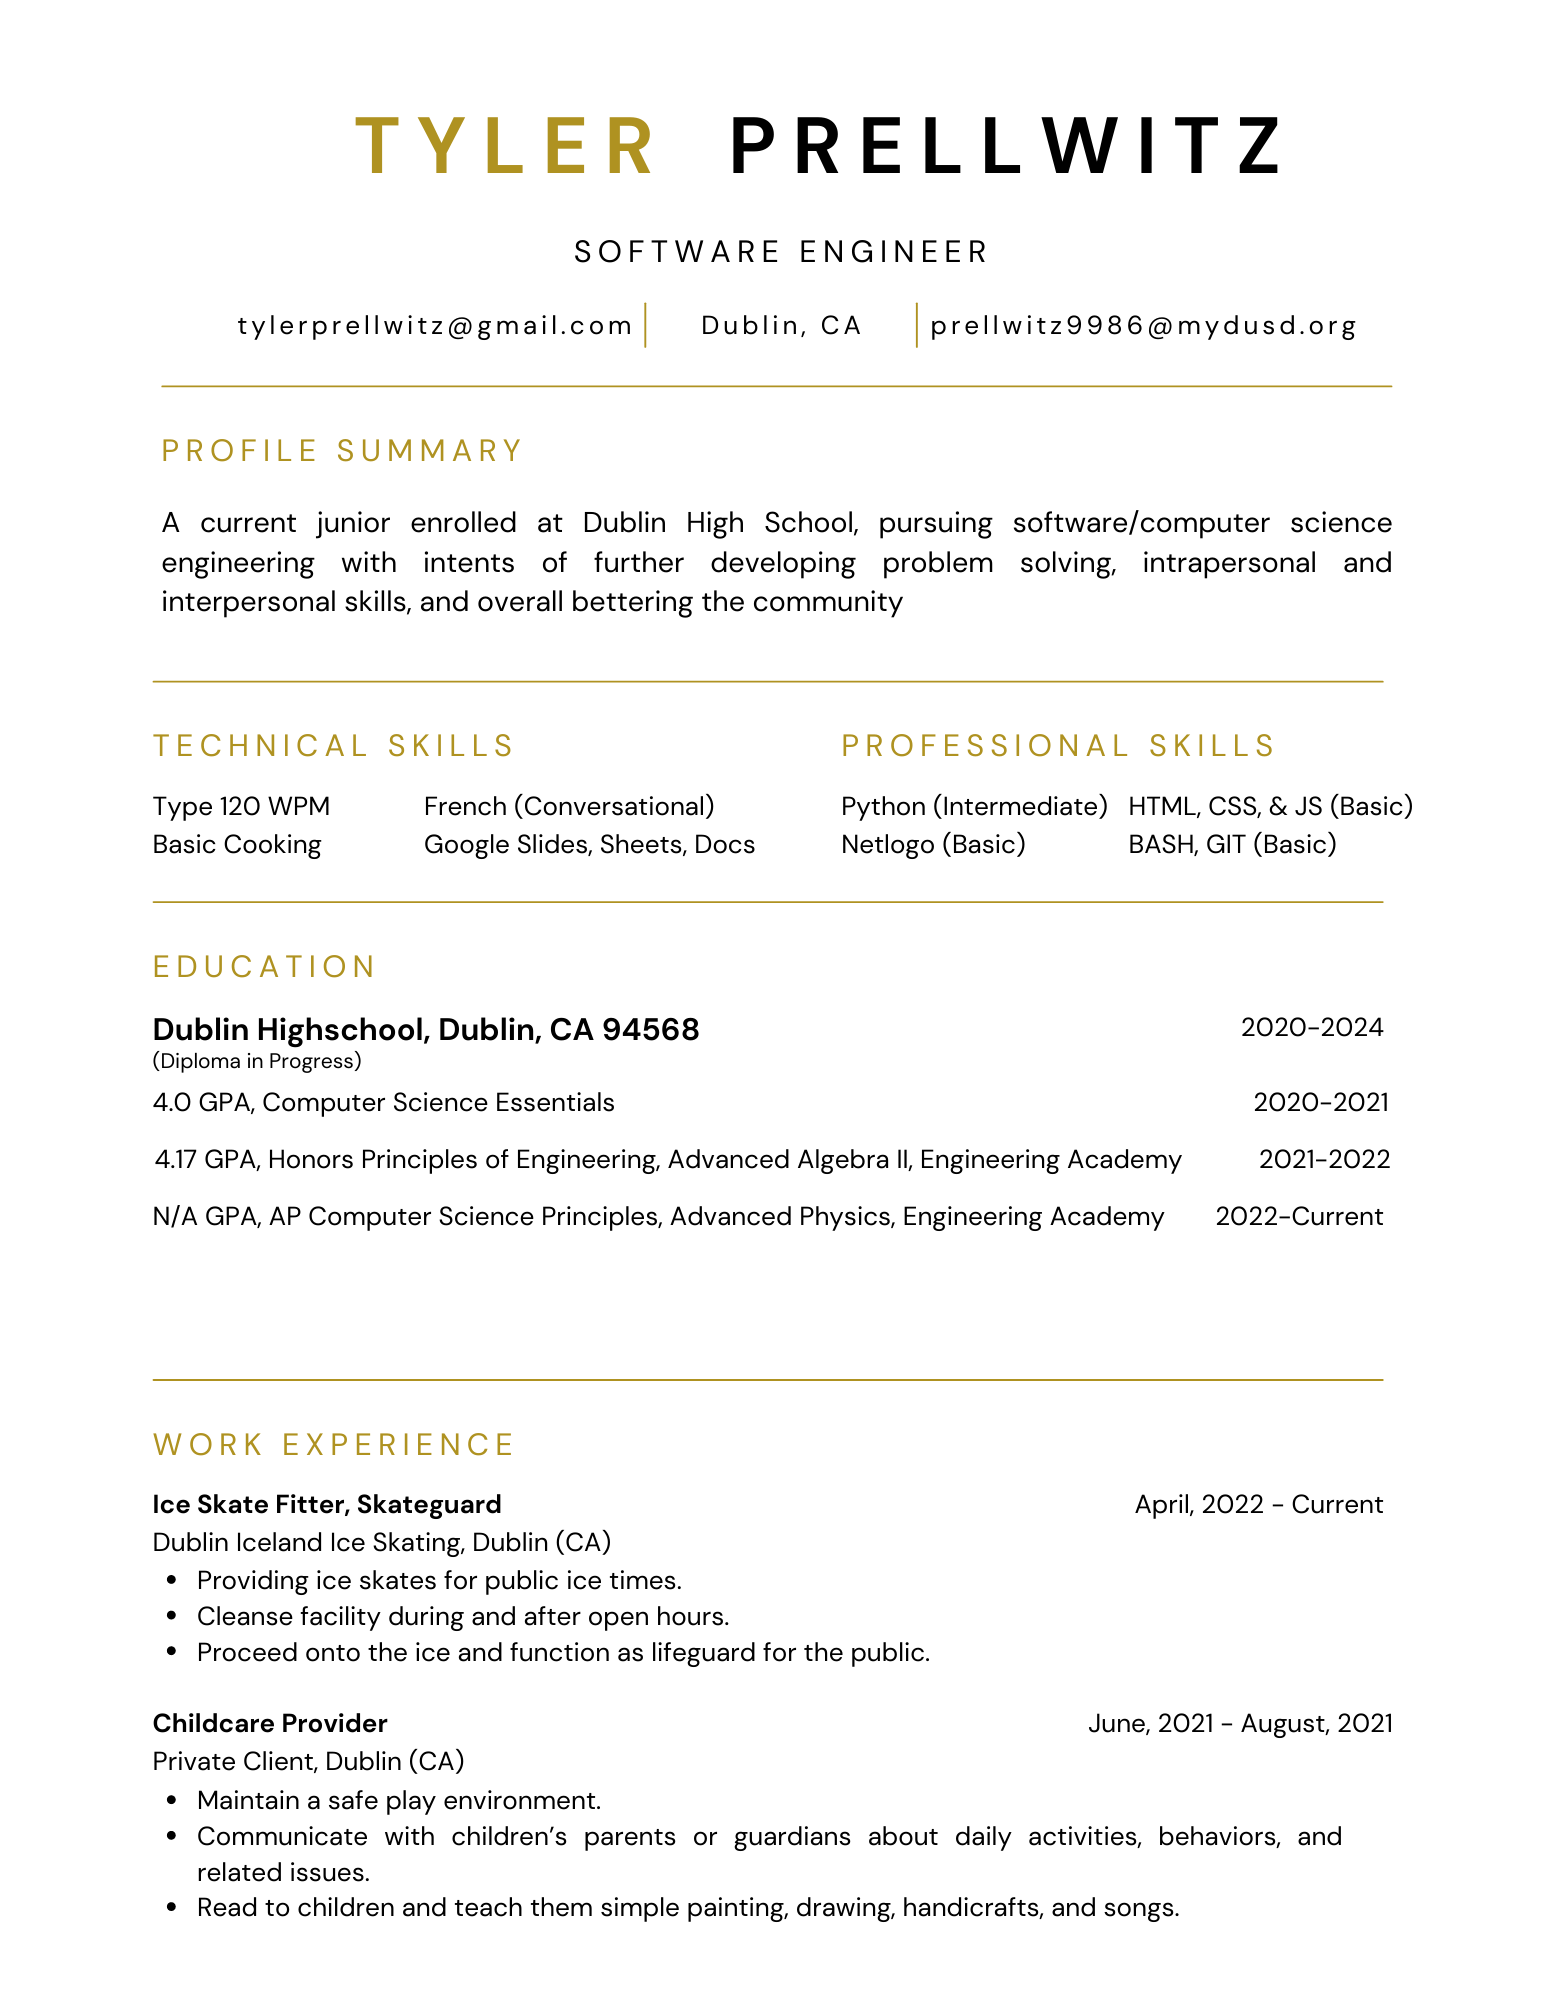 TYLER PRELLWITZ
SOFTWARE ENGINEER
tylerprellwitz@gmail.com Dublin, CA prellwitz9986@mydusd.org
PROFILE SUMMARY
A current junior enrolled at Dublin High School, pursuing software/computer science
engineering with intents of further developing problem solving, intrapersonal and
interpersonal skills, and overall bettering the community
TECHNICAL SKILLS
Type 120 WPM French (Conversational)
Basic Cooking Google Slides, Sheets, Docs
PROFESSIONAL SKILLS
Python (Intermediate) HTML, CSS, & JS (Basic)
Netlogo (Basic) BASH, GIT (Basic)
EDUCATION
Dublin Highschool, Dublin, CA 94568 2020-2024
(Diploma in Progress)
4.0 GPA, Computer Science Essentials 2020-2021
4.17 GPA, Honors Principles of Engineering, Advanced Algebra II, Engineering Academy 2021-2022
N/A GPA, AP Computer Science Principles, Advanced Physics, Engineering Academy 2022-Current
WORK EXPERIENCE
Ice Skate Fitter, Skateguard April, 2022 - Current
Dublin Iceland Ice Skating, Dublin (CA)
• Providing ice skates for public ice times.
• Cleanse facility during and after open hours.
• Proceed onto the ice and function as lifeguard for the public.
Childcare Provider June, 2021 - August, 2021
Private Client, Dublin (CA)
• Maintain a safe play environment.
• Communicate with children’s parents or guardians about daily activities, behaviors, and
related issues.
• Read to children and teach them simple painting, drawing, handicrafts, and songs.